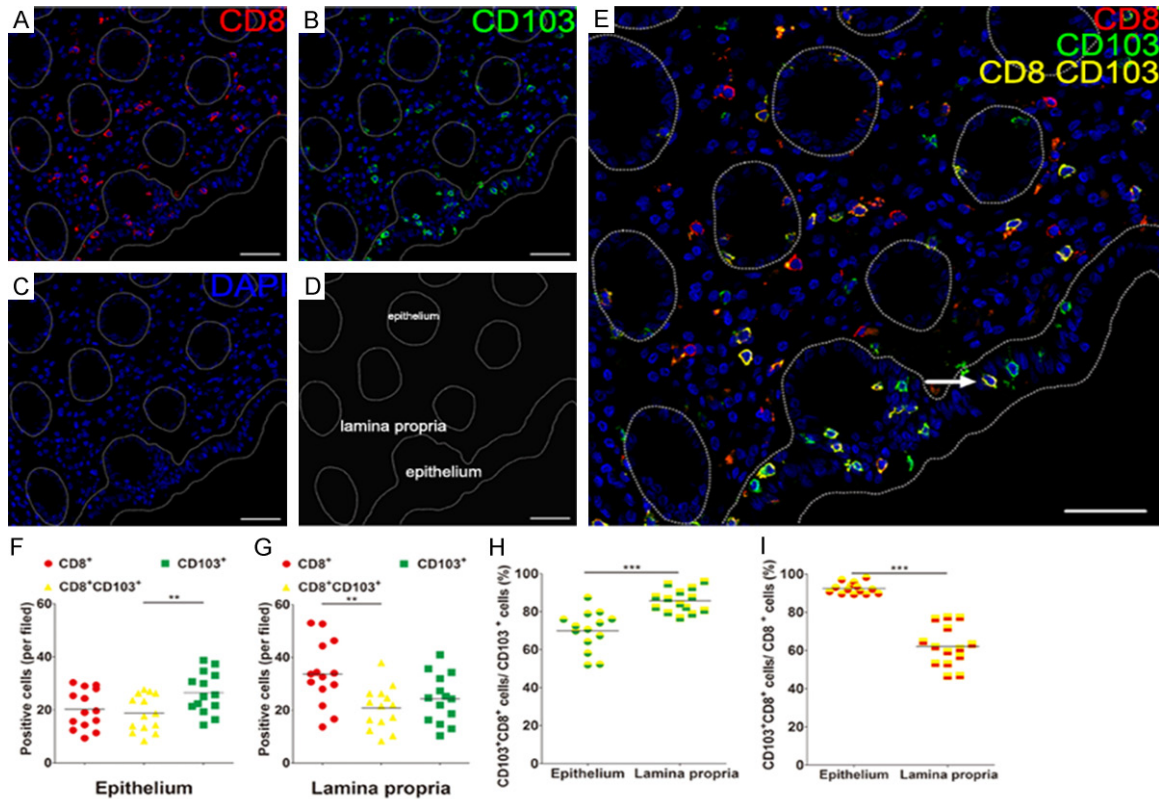 A
CD8
B
CD103
C
DAPI
D
epithelium
lamina propria
epithelium
E
CD8
CD103
CD8 CD103
F
CD8⁺
CD103⁺
CD8⁺CD103⁺
**
Positive cells (per filed)
60
40
20
0
Epithelium
G
CD8⁺
CD103⁺
CD8⁺CD103⁺
**
Positive cells (per filed)
60
40
20
0
Lamina propria
H
***
CD103⁺CD8⁺ cells/ CD103 ⁺ cells (%)
100
80
60
40
20
0
Epithelium Lamina propria
I
***
CD103⁺CD8⁺ cells/ CD8 ⁺ cells (%)
100
80
60
40
20
0
Epithelium Lamina propria